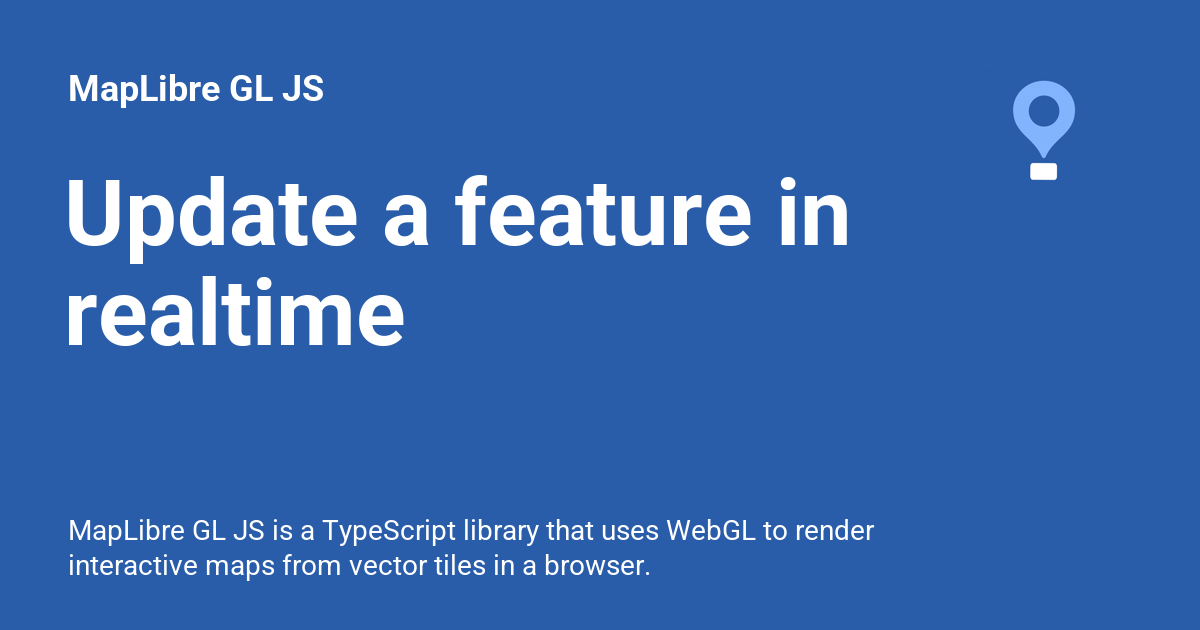 MapLibre GL JS
Update a feature in
realtime
MapLibre GL JS is a TypeScript library that uses WebGL to render
interactive maps from vector tiles in a browser.